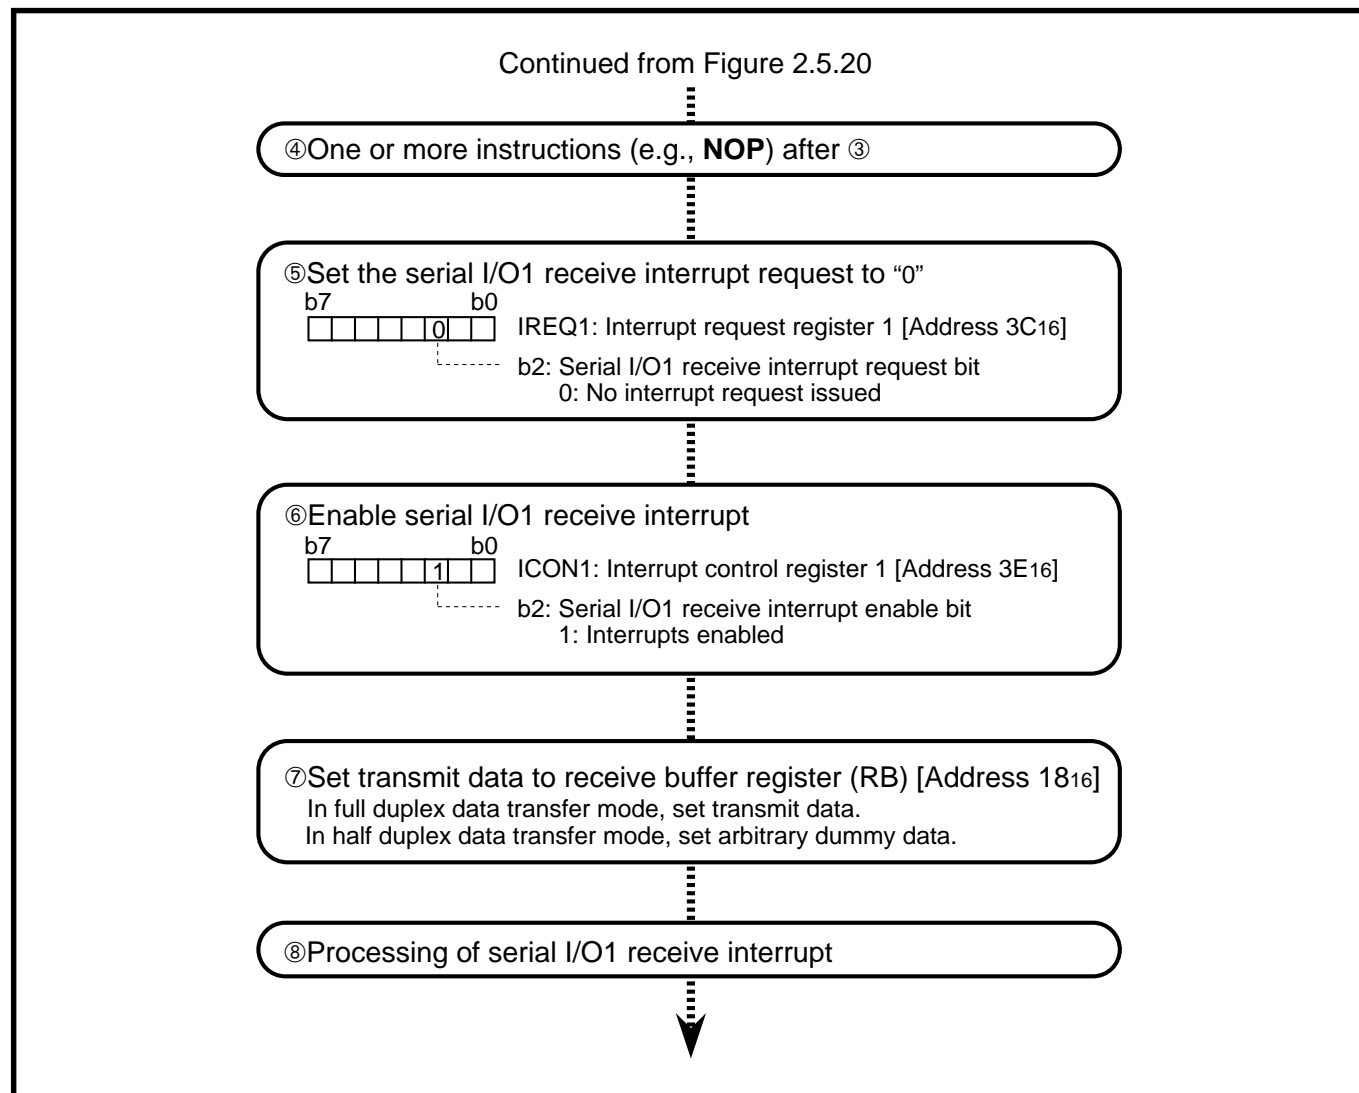 Continued from Figure 2.5.20
④One or more instructions (e.g., NOP) after ③
⑤Set the serial I/O1 receive interrupt request to “0”
b7 b0
0 IREQ1: Interrupt request register 1 [Address 3C16]
b2: Serial I/O1 receive interrupt request bit
0: No interrupt request issued
⑥Enable serial I/O1 receive interrupt
b7 b0
1 ICON1: Interrupt control register 1 [Address 3E16]
b2: Serial I/O1 receive interrupt enable bit
1: Interrupts enabled
⑦Set transmit data to receive buffer register (RB) [Address 1816]
In full duplex data transfer mode, set transmit data.
In half duplex data transfer mode, set arbitrary dummy data.
⑧Processing of serial I/O1 receive interrupt